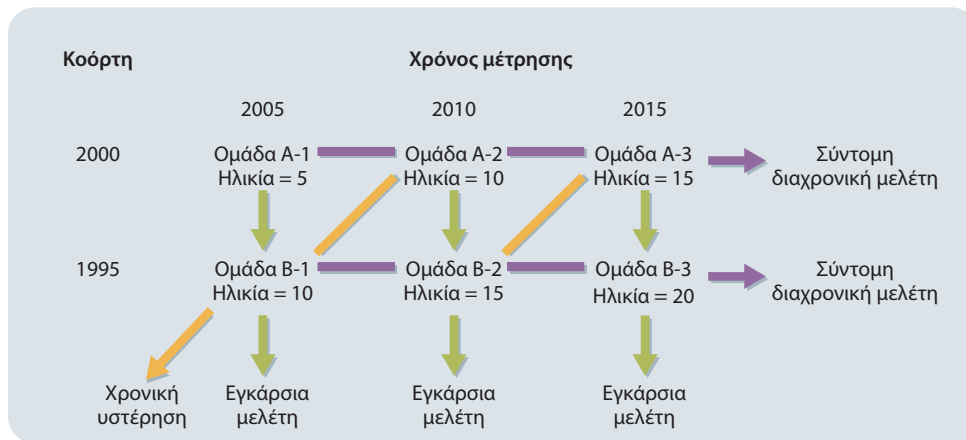 Κοόρτη Χρόνος μέτρησης
2005 2010 2015
2000 Ομάδα Α-1 Ομάδα Α-2 Ομάδα Α-3 Σύντομη
Ηλικία = 5 Ηλικία = 10 Ηλικία = 15 διαχρονική μελέτη
1995 Ομάδα Β-1 Ομάδα Β-2 Ομάδα Β-3 Σύντομη
Ηλικία = 10 Ηλικία = 15 Ηλικία = 20 διαχρονική μελέτη
Χρονική Εγκάρσια Εγκάρσια Εγκάρσια
υστέρηση μελέτη μελέτη μελέτη